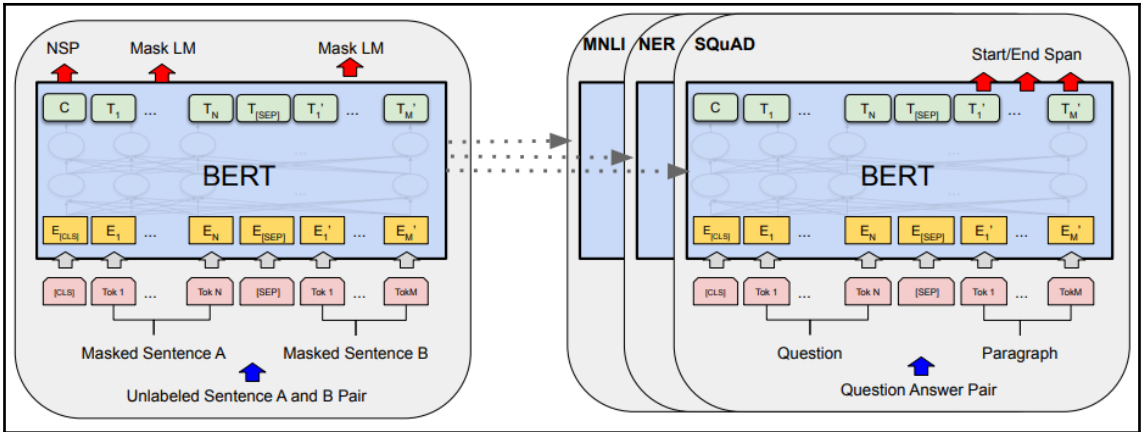 NSP Mask LM Mask LM
C T1 ... TN T[SEP] T1' ... TM'
BERT
E[CLS] E1 ... EN E[SEP] E1' ... EM'
[CLS] Tok 1 ... Tok N [SEP] Tok 1 ... TokM
Masked Sentence A Masked Sentence B
Unlabeled Sentence A and B Pair
MNLI NER SQuAD
Start/End Span
C T1 ... TN T[SEP] T1' ... TM'
BERT
E[CLS] E1 ... EN E[SEP] E1' ... EM'
[CLS] Tok 1 ... Tok N [SEP] Tok 1 ... TokM
Question Paragraph
Question Answer Pair